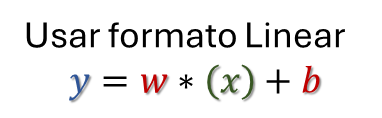 Usar formato Linear
y = w * (x) + b